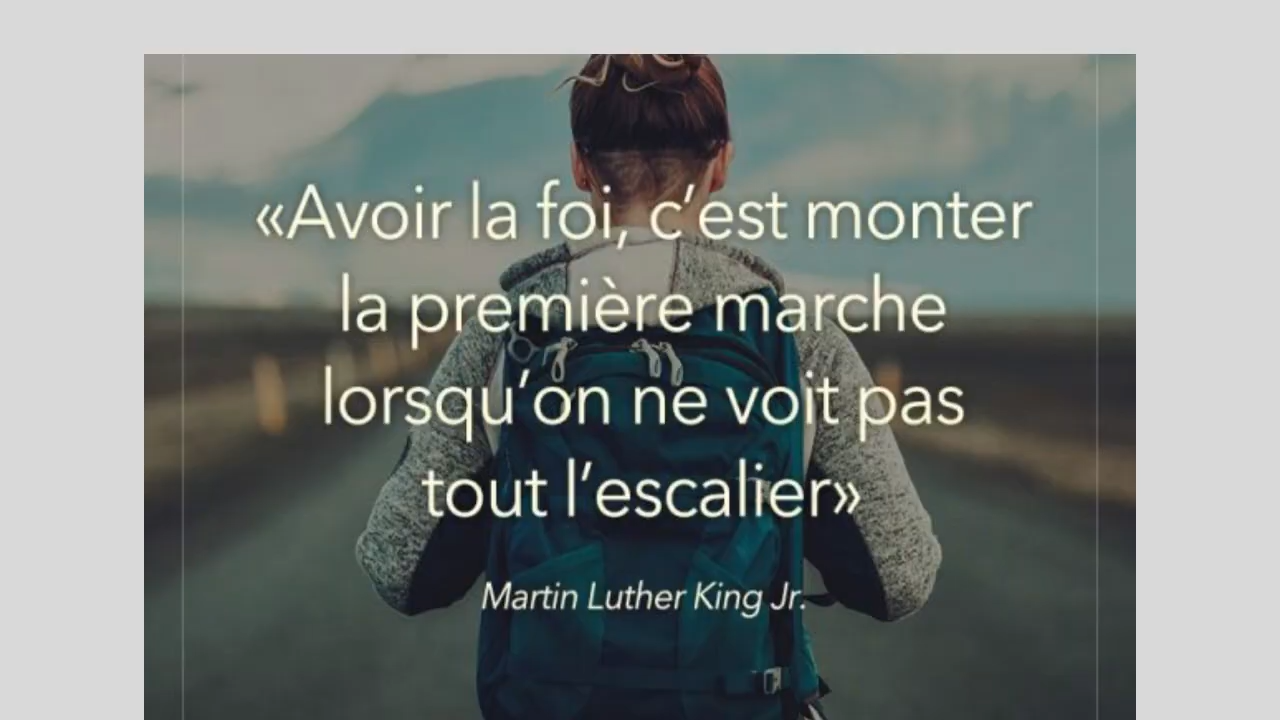 «Avoir la foi, c’est monter
la première marche
lorsqu’on ne voit pas
tout l’escalier»
Martin Luther King Jr.